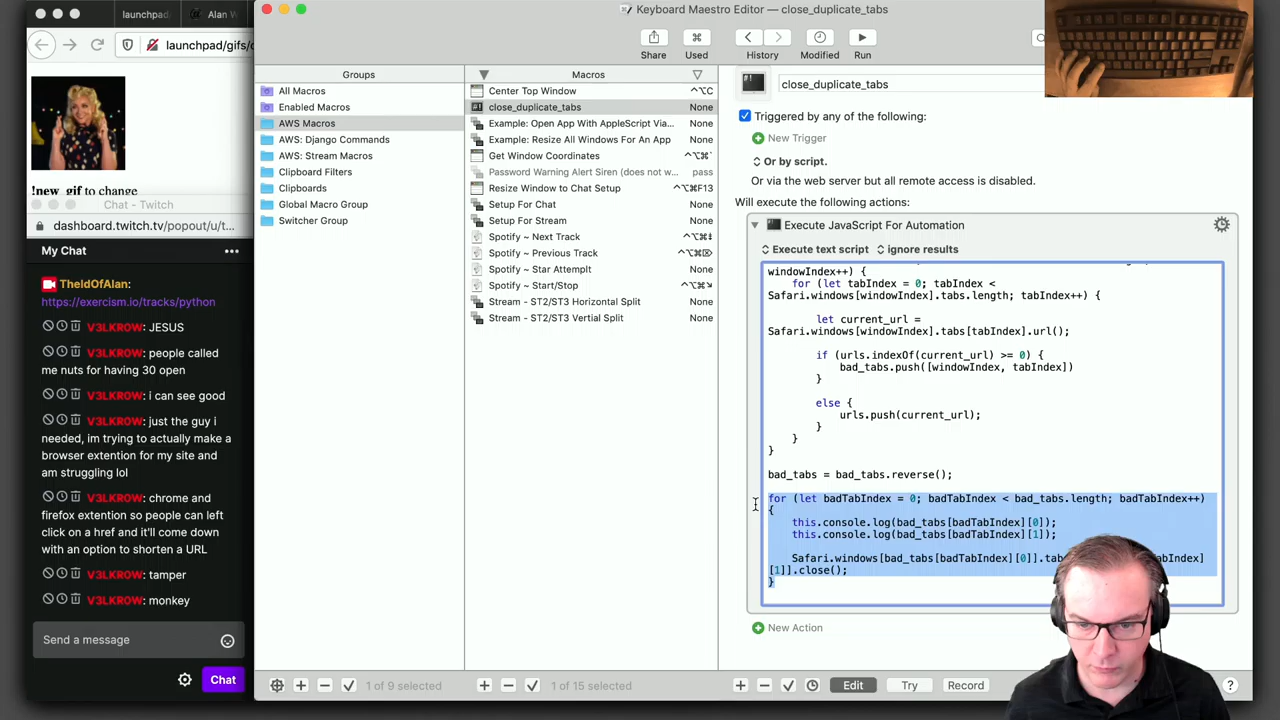 launchpad
Alan W
launchpad/gifs/
!new_gif to change
Chat - Twitch
dashboard.twitch.tv/popout/u/t...
My Chat
TheIdOfAlan:
https://exercism.io/tracks/python
V3LKR0W: JESUS
V3LKR0W: people called
me nuts for having 30 open
V3LKR0W: i can see good
V3LKR0W: just the guy i
needed, im trying to actually make a
browser extention for my site and
am struggling lol
V3LKR0W: chrome and
firefox extention so people can left
click on a href and it'll come down
with an option to shorten a URL
V3LKR0W: tamper
V3LKR0W: monkey
Send a message
Chat
Keyboard Maestro Editor — close_duplicate_tabs
Share
Used
History
Modified
Run
Groups
All Macros
Enabled Macros
AWS Macros
AWS: Django Commands
AWS: Stream Macros
Clipboard Filters
Clipboards
Global Macro Group
Switcher Group
1 of 9 selected
Macros
Center Top Window ^⌥C
close_duplicate_tabs None
Example: Open App With AppleScript Via... None
Example: Resize All Windows For An App None
Get Window Coordinates ^⌥⌘`
Password Warning Alert Siren (does not w... pass
Resize Window to Chat Setup ^⌥⌘F13
Setup For Chat None
Setup For Stream None
Spotify ~ Next Track ^⌥⌘⇟
Spotify ~ Previous Track ^⌥⌘⌦
Spotify ~ Star AttempIt None
Spotify ~ Start/Stop ^⌥⌘↘
Stream - ST2/ST3 Horizontal Split None
Stream - ST2/ST3 Vertial Split None
1 of 15 selected
close_duplicate_tabs
Triggered by any of the following:
New Trigger
Or by script.
Or via the web server but all remote access is disabled.
Will execute the following actions:
Execute JavaScript For Automation
Execute text script ignore results
windowIndex++) {
for (let tabIndex = 0; tabIndex <
Safari.windows[windowIndex].tabs.length; tabIndex++) {
let current_url =
Safari.windows[windowIndex].tabs[tabIndex].url();
if (urls.indexOf(current_url) >= 0) {
bad_tabs.push([windowIndex, tabIndex])
}
else {
urls.push(current_url);
}
}
}
bad_tabs = bad_tabs.reverse();
for (let badTabIndex = 0; badTabIndex < bad_tabs.length; badTabIndex++)
{
this.console.log(bad_tabs[badTabIndex][0]);
this.console.log(bad_tabs[badTabIndex][1]);
Safari.windows[bad_tabs[badTabIndex][0]].
[1]].close();
}
New Action
Edit
Try
Record
?